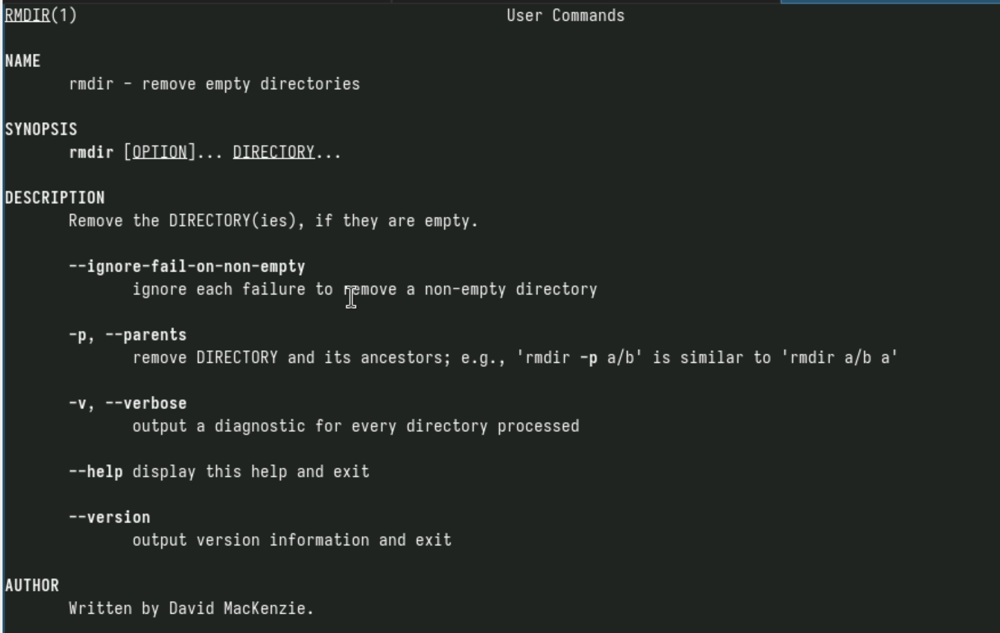 RMDIR(1) User Commands
NAME
rmdir - remove empty directories
SYNOPSIS
rmdir [OPTION]... DIRECTORY...
DESCRIPTION
Remove the DIRECTORY(ies), if they are empty.
--ignore-fail-on-non-empty
ignore each failure to remove a non-empty directory
-p, --parents
remove DIRECTORY and its ancestors; e.g., 'rmdir -p a/b' is similar to 'rmdir a/b a'
-v, --verbose
output a diagnostic for every directory processed
--help display this help and exit
--version
output version information and exit
AUTHOR
Written by David MacKenzie.